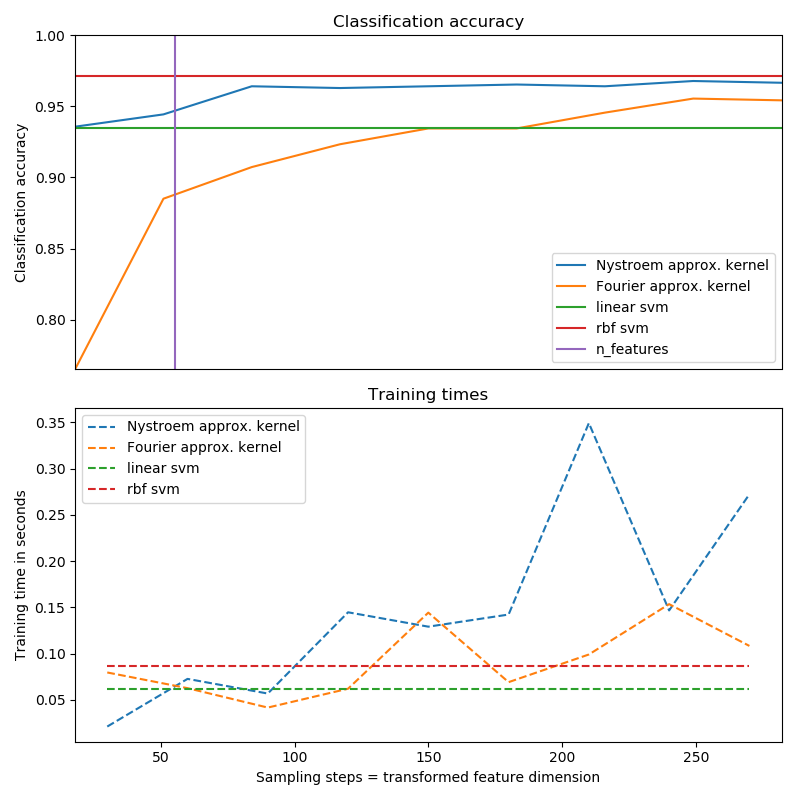 Classification accuracy
1.00
0.95
0.90
0.85
0.80
Classification accuracy
Nystroem approx. kernel
Fourier approx. kernel
linear svm
rbf svm
n_features
Training times
0.35
0.30
0.25
0.20
0.15
0.10
0.05
Training time in seconds
Nystroem approx. kernel
Fourier approx. kernel
linear svm
rbf svm
50 100 150 200 250
Sampling steps = transformed feature dimension